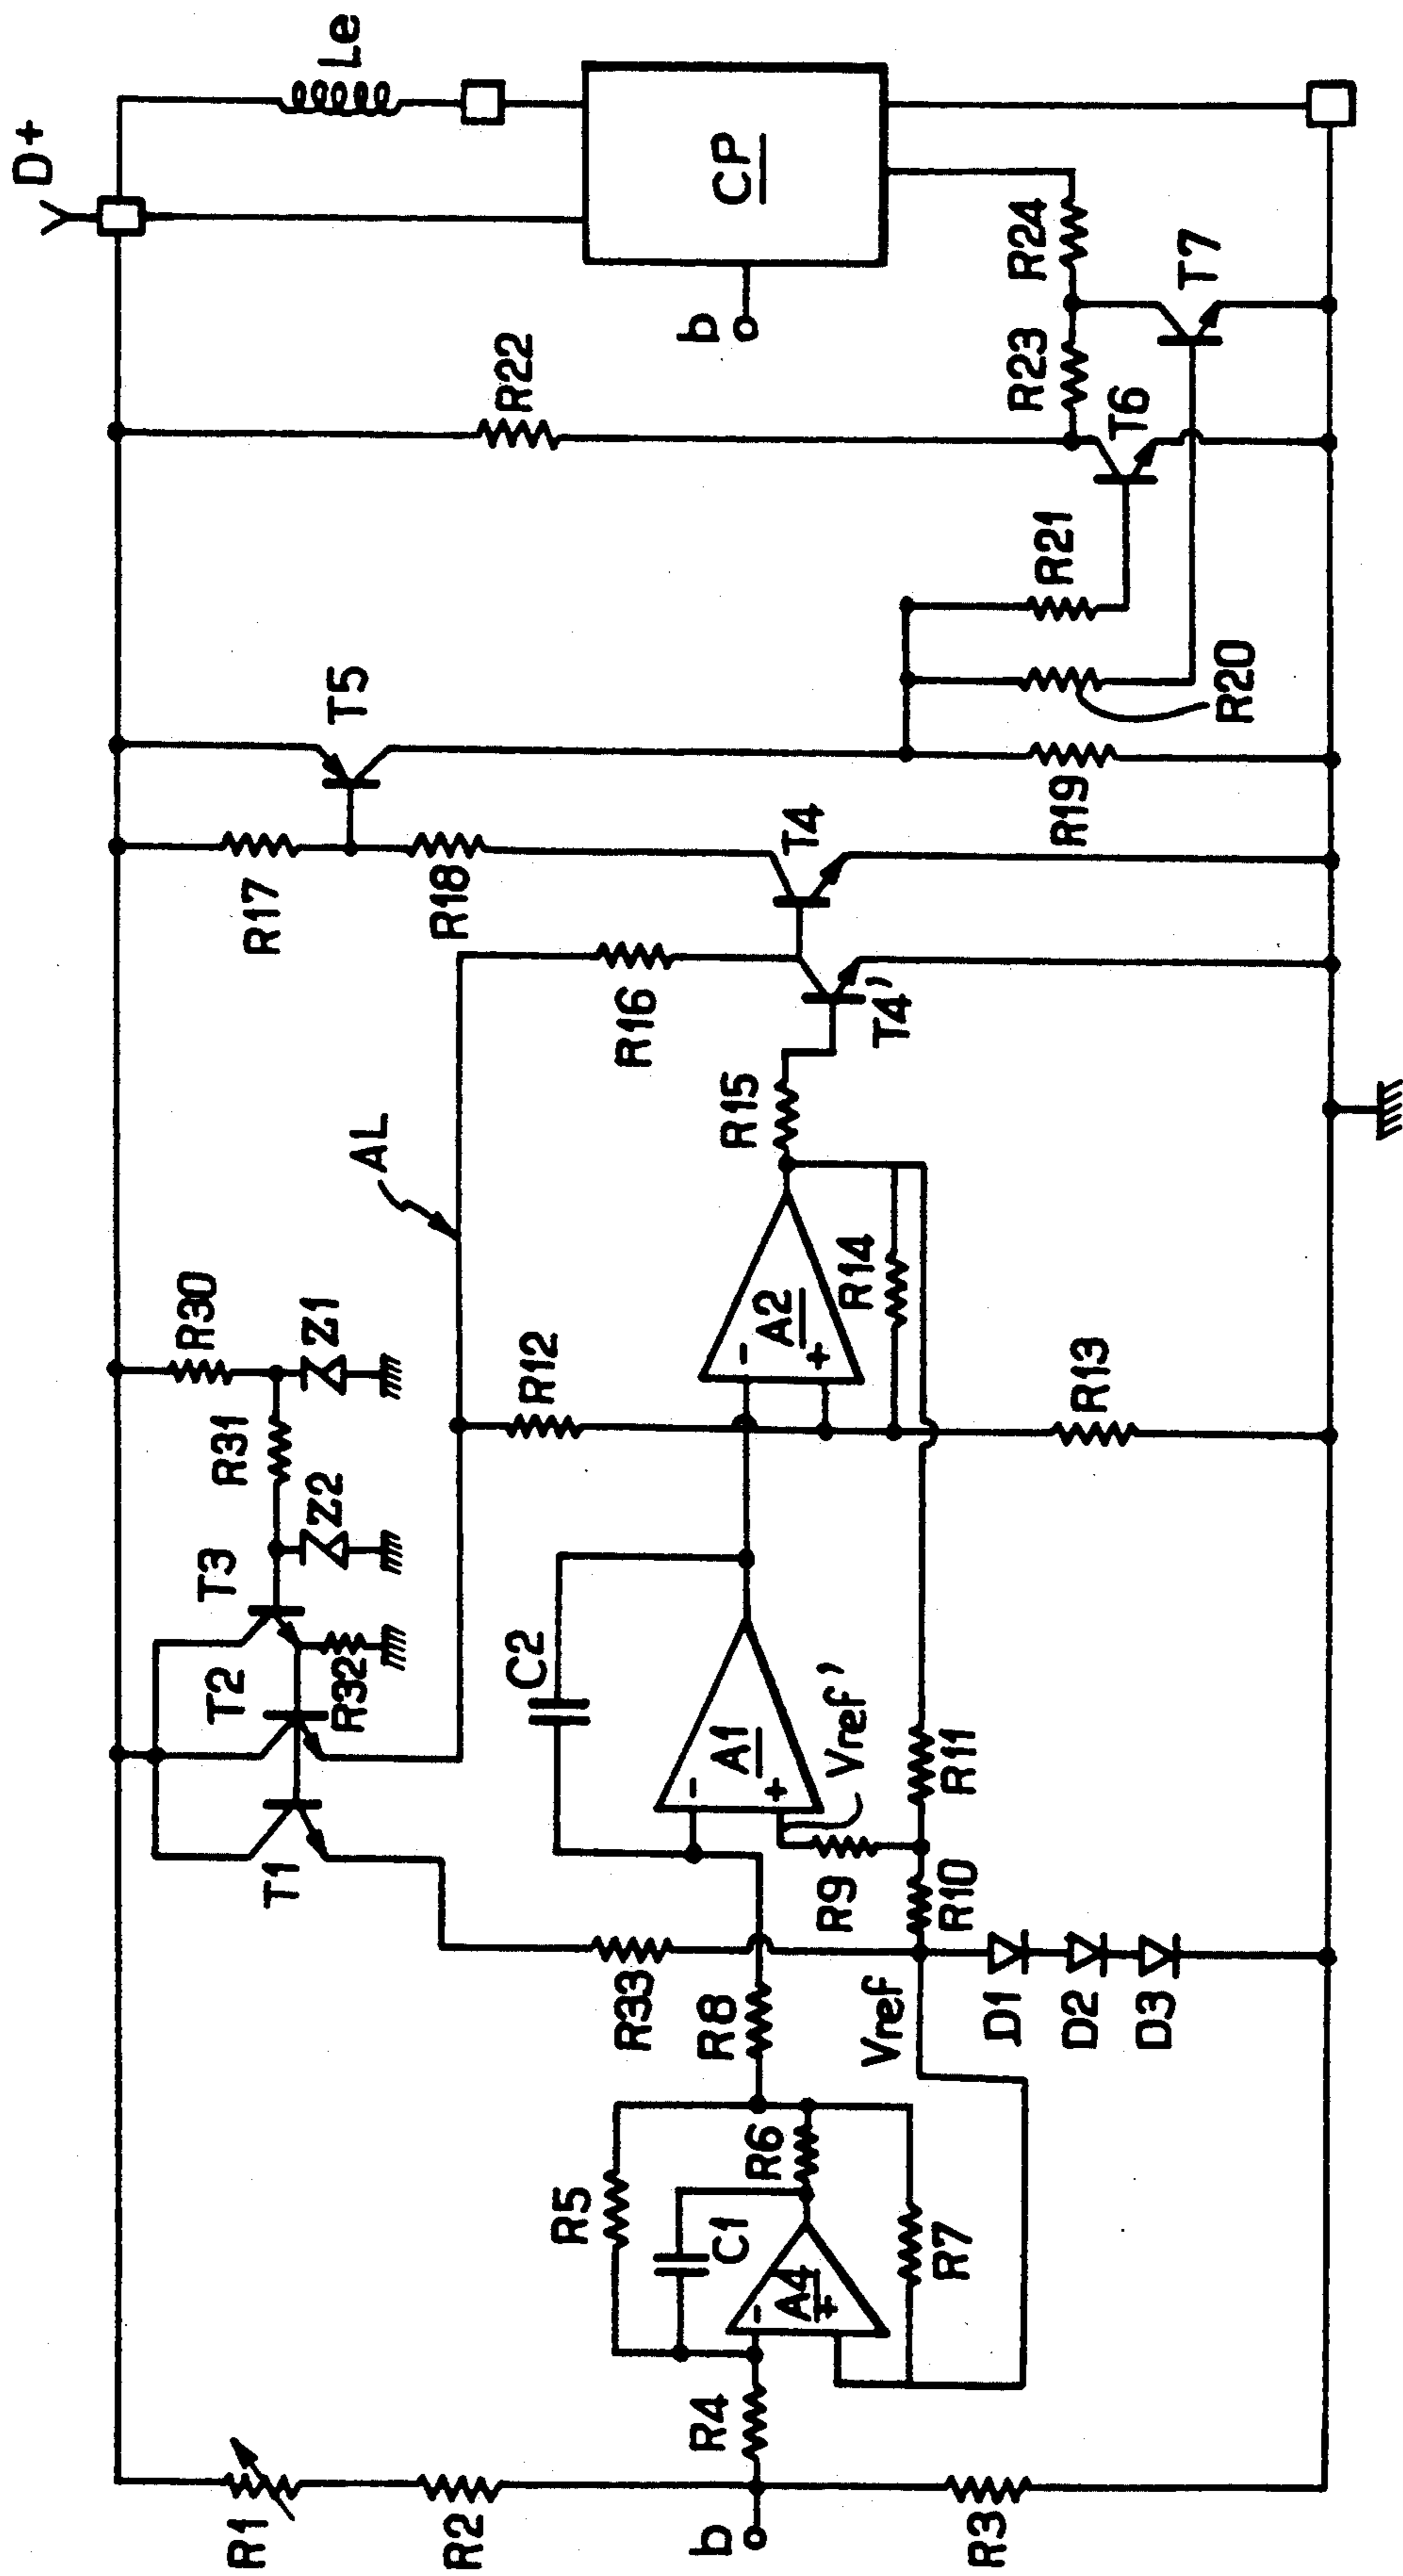 D+
Le
CP
b
R24
R23
T7
T6
R22
R21
R20
T5
R19
R17
R18
T4
R16
T4'
R15
AL
R30
Z1
R31
Z2
R12
A2
-
+
R14
R13
T3
T2
R32
T1
C2
A1
-
+
Vref'
R11
R9
R10
R33
R8
Vref
D1
D2
D3
R5
R6
C1
A4
-
+
R7
R4
R1
R2
b
R3